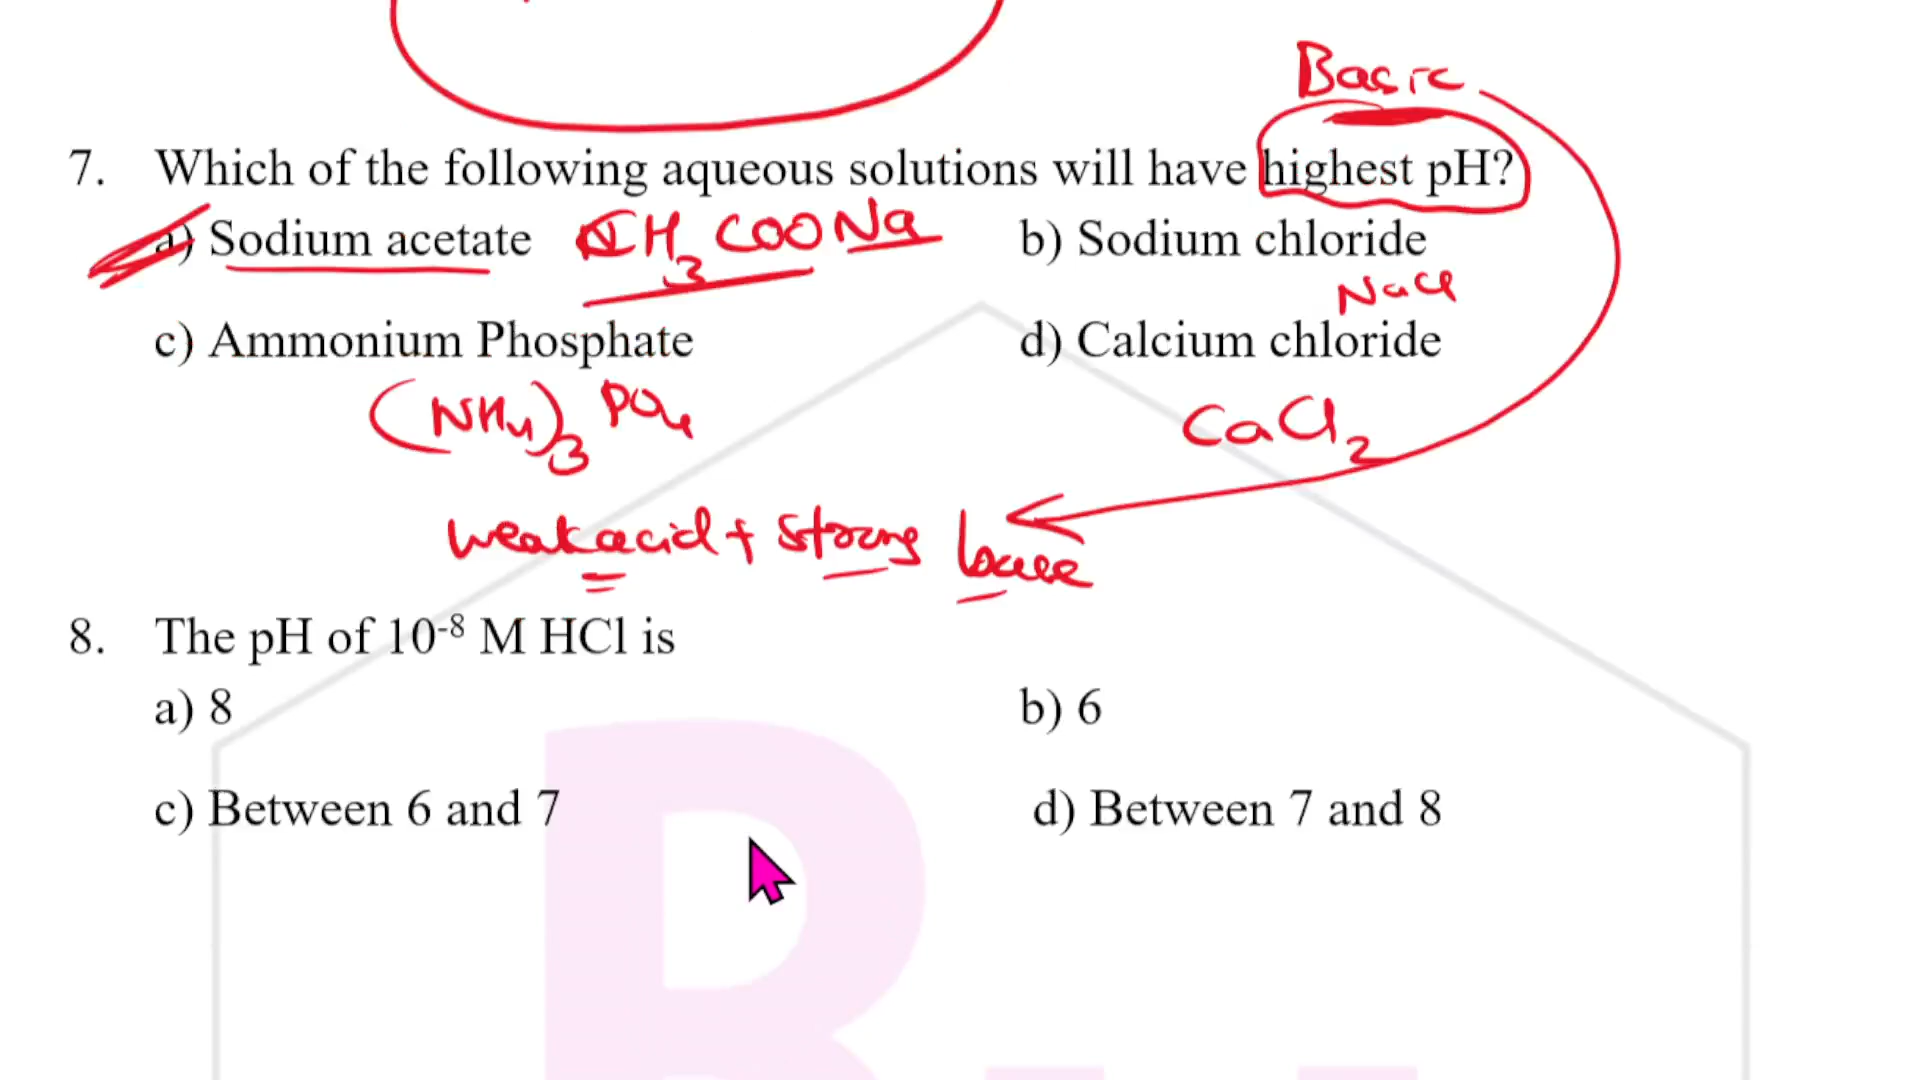 Basic
7. Which of the following aqueous solutions will have highest pH?
a) Sodium acetate CH₃COONa b) Sodium chloride
NaCl
c) Ammonium Phosphate d) Calcium chloride
(NH₄)₃PO₄ CaCl₂
weak acid + strong base
8. The pH of 10⁻⁸ M HCl is
a) 8 b) 6
c) Between 6 and 7 d) Between 7 and 8